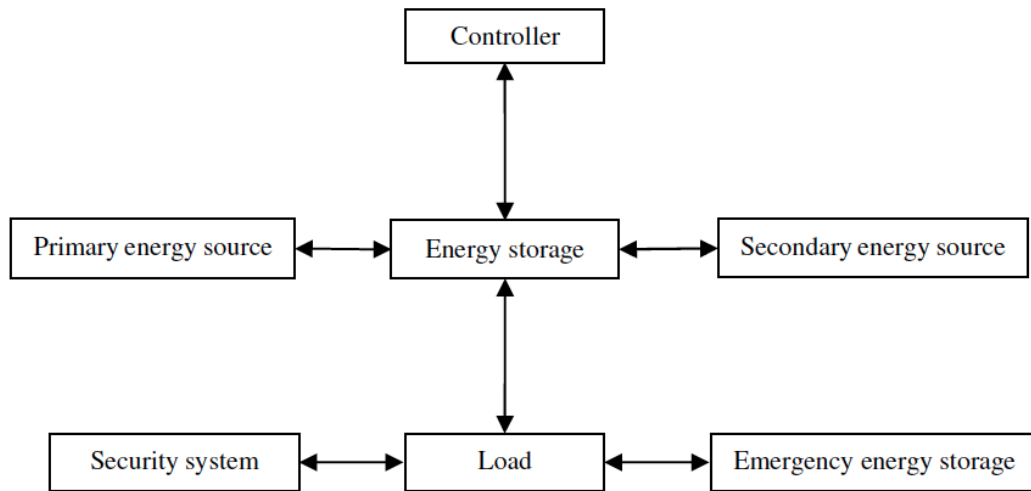 Controller
Primary energy source
Energy storage
Secondary energy source
Security system
Load
Emergency energy storage